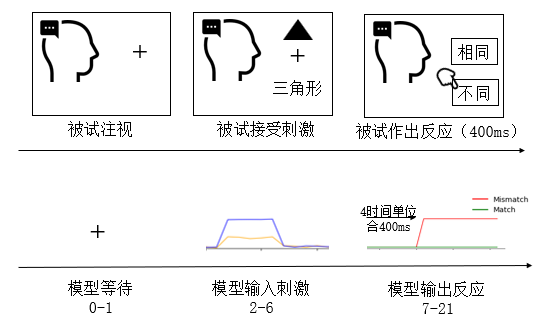 +
+
三角形
相同
不同
被试注视
被试接受刺激
被试作出反应（400ms）
+
4时间单位
合400ms
Mismatch
Match
模型等待
0-1
模型输入刺激
2-6
模型输出反应
7-21